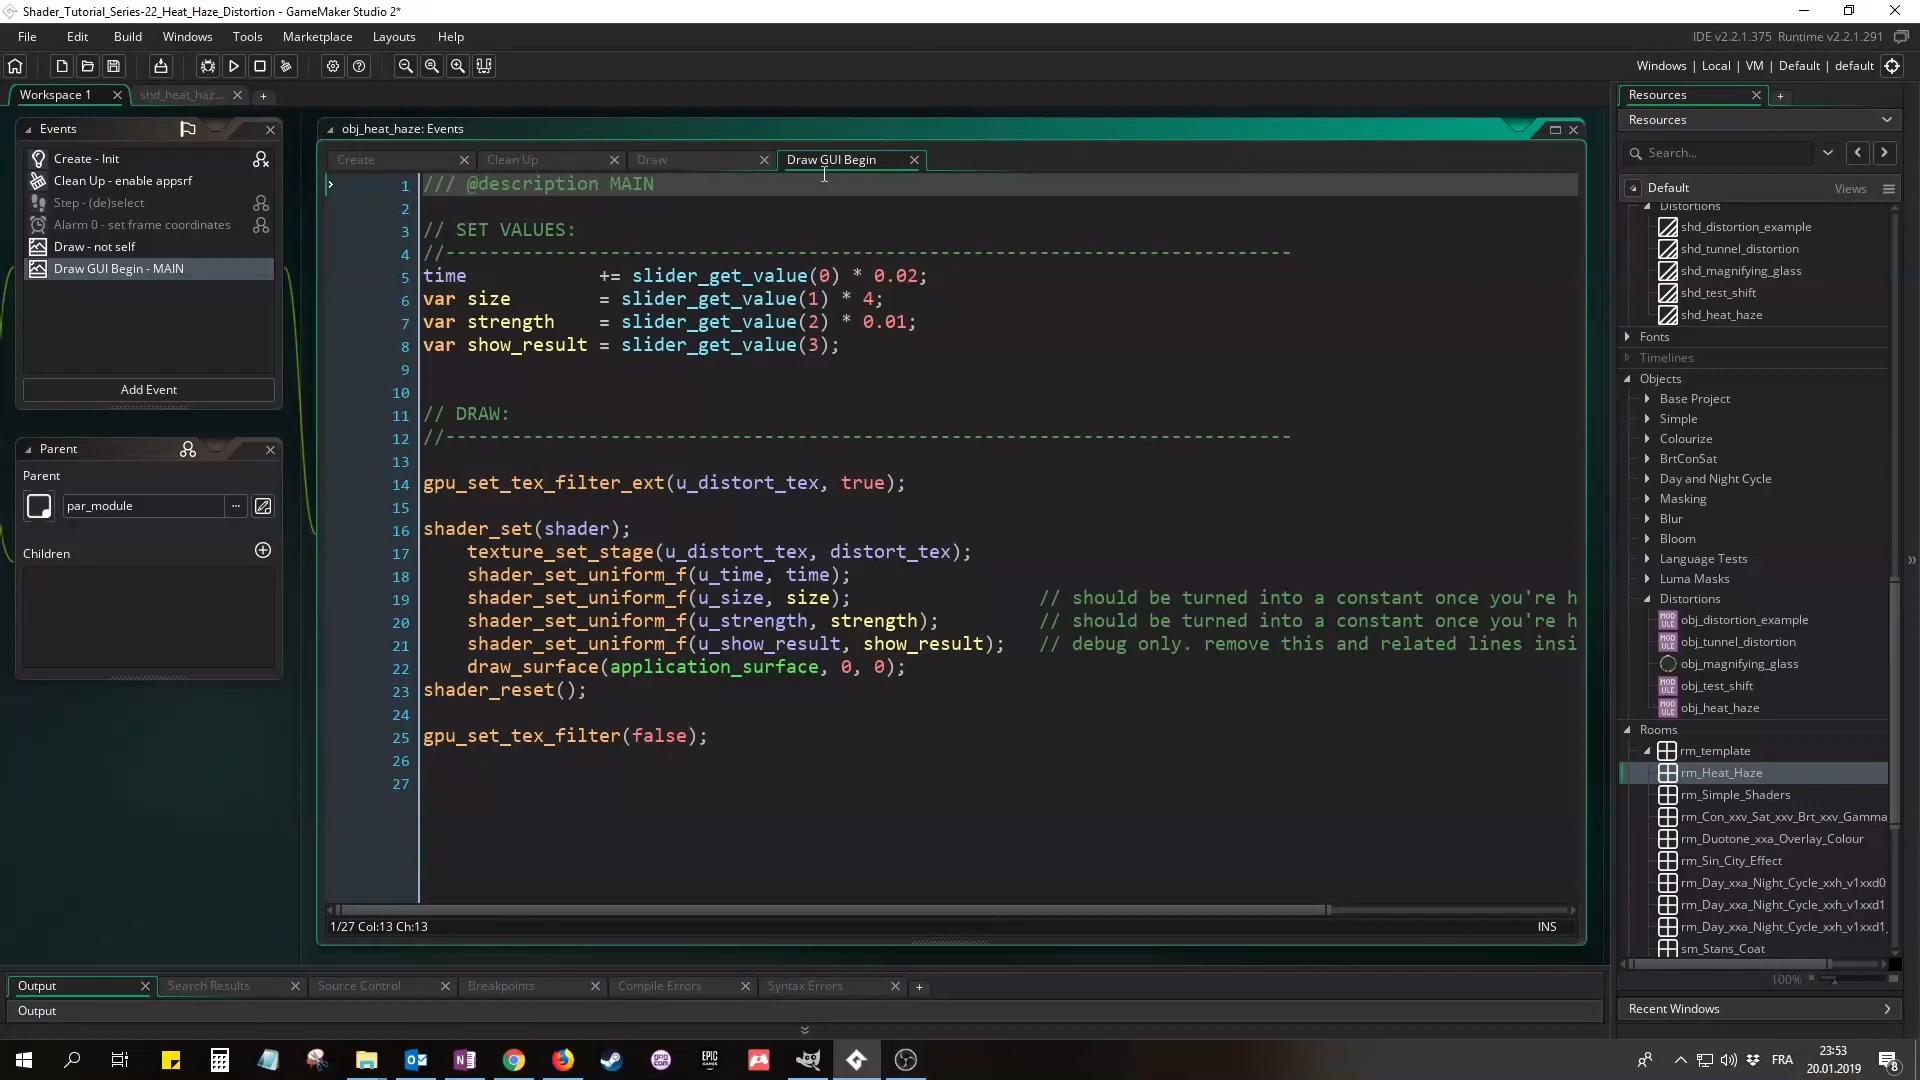 Shader_Tutorial_Series-22_Heat_Haze_Distortion - GameMaker Studio 2*
File Edit Build Windows Tools Marketplace Layouts Help
IDE v2.2.1.375 Runtime v2.2.1.291
Windows | Local | VM | Default | default
Workspace 1
shd_heat_haz...
Events
Create - Init
Clean Up - enable appsrf
Step - (de)select
Alarm 0 - set frame coordinates
Draw - not self
Draw GUI Begin - MAIN
Add Event
Parent
Parent
par_module
...
Children
obj_heat_haze: Events
Create
Clean Up
Draw
Draw GUI Begin
1 /// @description MAIN
2
3 // SET VALUES:
4 //-----------------------------------------------------------------------------
5 time += slider_get_value(0) * 0.02;
6 var size = slider_get_value(1) * 4;
7 var strength = slider_get_value(2) * 0.01;
8 var show_result = slider_get_value(3);
9
10
11 // DRAW:
12 //-----------------------------------------------------------------------------
13
14 gpu_set_tex_filter_ext(u_distort_tex, true);
15
16 shader_set(shader);
17 texture_set_stage(u_distort_tex, distort_tex);
18 shader_set_uniform_f(u_time, time);
19 shader_set_uniform_f(u_size, size); // should be turned into a constant once you're h
20 shader_set_uniform_f(u_strength, strength); // should be turned into a constant once you're h
21 shader_set_uniform_f(u_show_result, show_result); // debug only. remove this and related lines insi
22 draw_surface(application_surface, 0, 0);
23 shader_reset();
24
25 gpu_set_tex_filter(false);
26
27
1/27 Col:13 Ch:13
INS
Output
Search Results
Source Control
Breakpoints
Compile Errors
Syntax Errors
Output
Resources
Resources
Search...
Default
Views
Distortions
shd_distortion_example
shd_tunnel_distortion
shd_magnifying_glass
shd_test_shift
shd_heat_haze
Fonts
Timelines
Objects
Base Project
Simple
Colourize
BrtConSat
Day and Night Cycle
Masking
Blur
Bloom
Language Tests
Luma Masks
Distortions
obj_distortion_example
obj_tunnel_distortion
obj_magnifying_glass
obj_test_shift
obj_heat_haze
Rooms
rm_template
rm_Heat_Haze
rm_Simple_Shaders
rm_Con_xxv_Sat_xxv_Brt_xxv_Gamma
rm_Duotone_xxa_Overlay_Colour
rm_Sin_City_Effect
rm_Day_xxa_Night_Cycle_xxh_v1xxd0
rm_Day_xxa_Night_Cycle_xxh_v1xxd1
rm_Day_xxa_Night_Cycle_xxh_v1xxd1_
sm_Stans_Coat
100%
Recent Windows
EPIC
FRA
23:53
20.01.2019
8